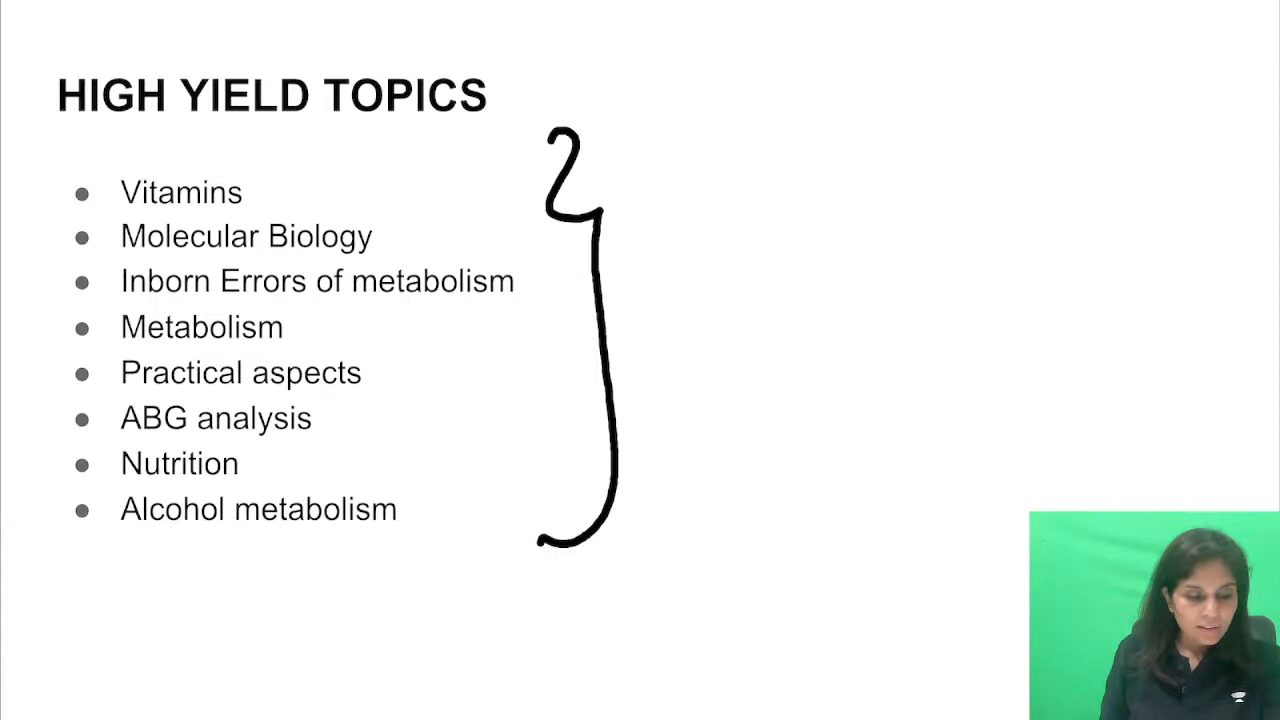 HIGH YIELD TOPICS
● Vitamins
● Molecular Biology
● Inborn Errors of metabolism
● Metabolism
● Practical aspects
● ABG analysis
● Nutrition
● Alcohol metabolism